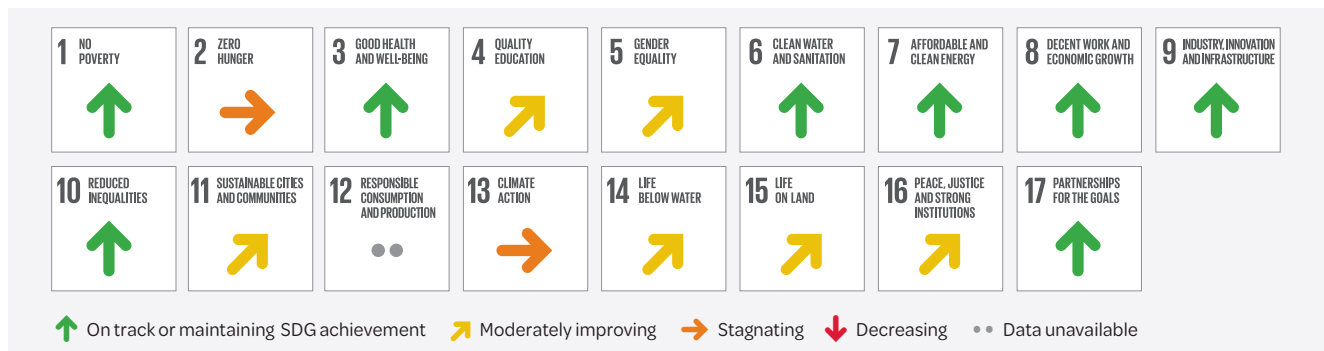 1 NO
POVERTY
2 ZERO
HUNGER
3 GOOD HEALTH
AND WELL-BEING
4 QUALITY
EDUCATION
5 GENDER
EQUALITY
6 CLEAN WATER
AND SANITATION
7 AFFORDABLE AND
CLEAN ENERGY
8 DECENT WORK AND
ECONOMIC GROWTH
9 INDUSTRY, INNOVATION
AND INFRASTRUCTURE
10 REDUCED
INEQUALITIES
11 SUSTAINABLE CITIES
AND COMMUNITIES
12 RESPONSIBLE
CONSUMPTION
AND PRODUCTION
13 CLIMATE
ACTION
14 LIFE
BELOW WATER
15 LIFE
ON LAND
16 PEACE, JUSTICE
AND STRONG
INSTITUTIONS
17 PARTNERSHIPS
FOR THE GOALS
On track or maintaining SDG achievement Moderately improving Stagnating Decreasing Data unavailable